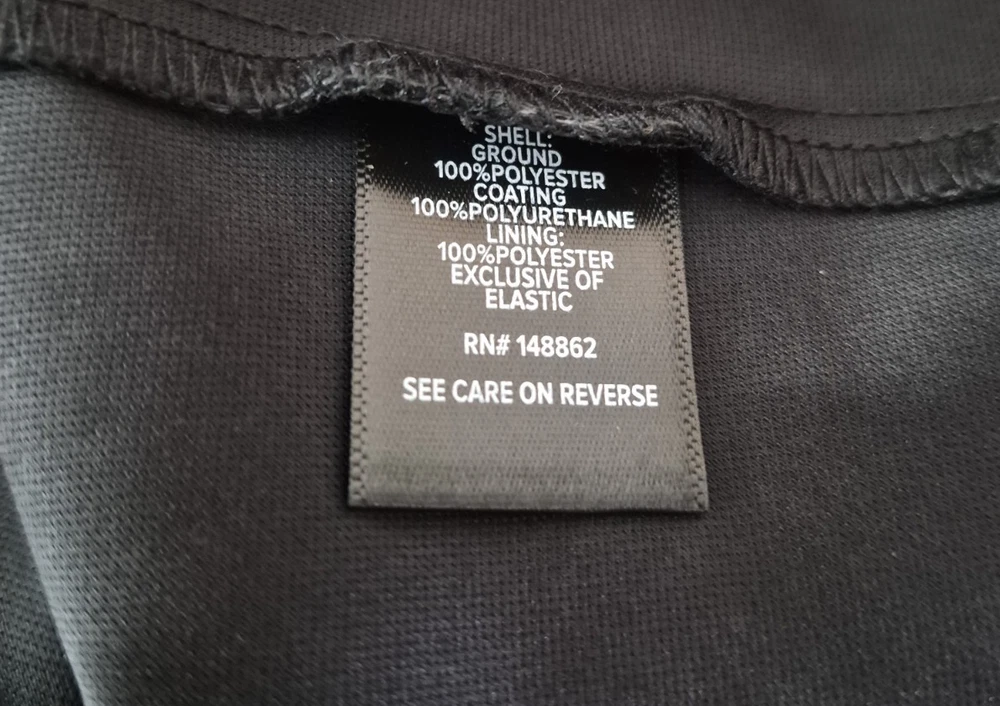 SHELL:
GROUND
100%POLYESTER
COATING
100%POLYURETHANE
LINING:
100%POLYESTER
EXCLUSIVE OF
ELASTIC
RN# 148862
SEE CARE ON REVERSE